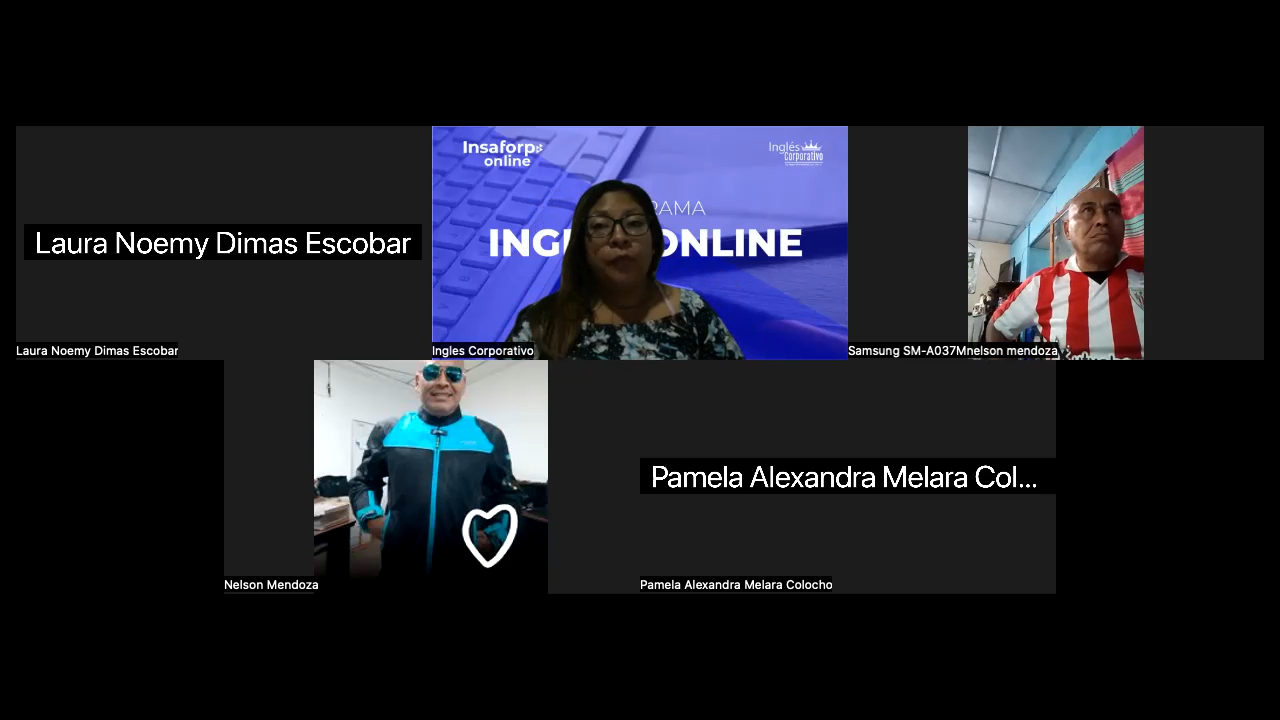 Laura Noemy Dimas Escobar
Laura Noemy Dimas Escobar
Insaforp
online
Inglés
Corporativo
RAMA
INGL ONLINE
Ingles Corporativo
Samsung SM-A037Mnelson mendoza
Nelson Mendoza
Pamela Alexandra Melara Col...
Pamela Alexandra Melara Colocho